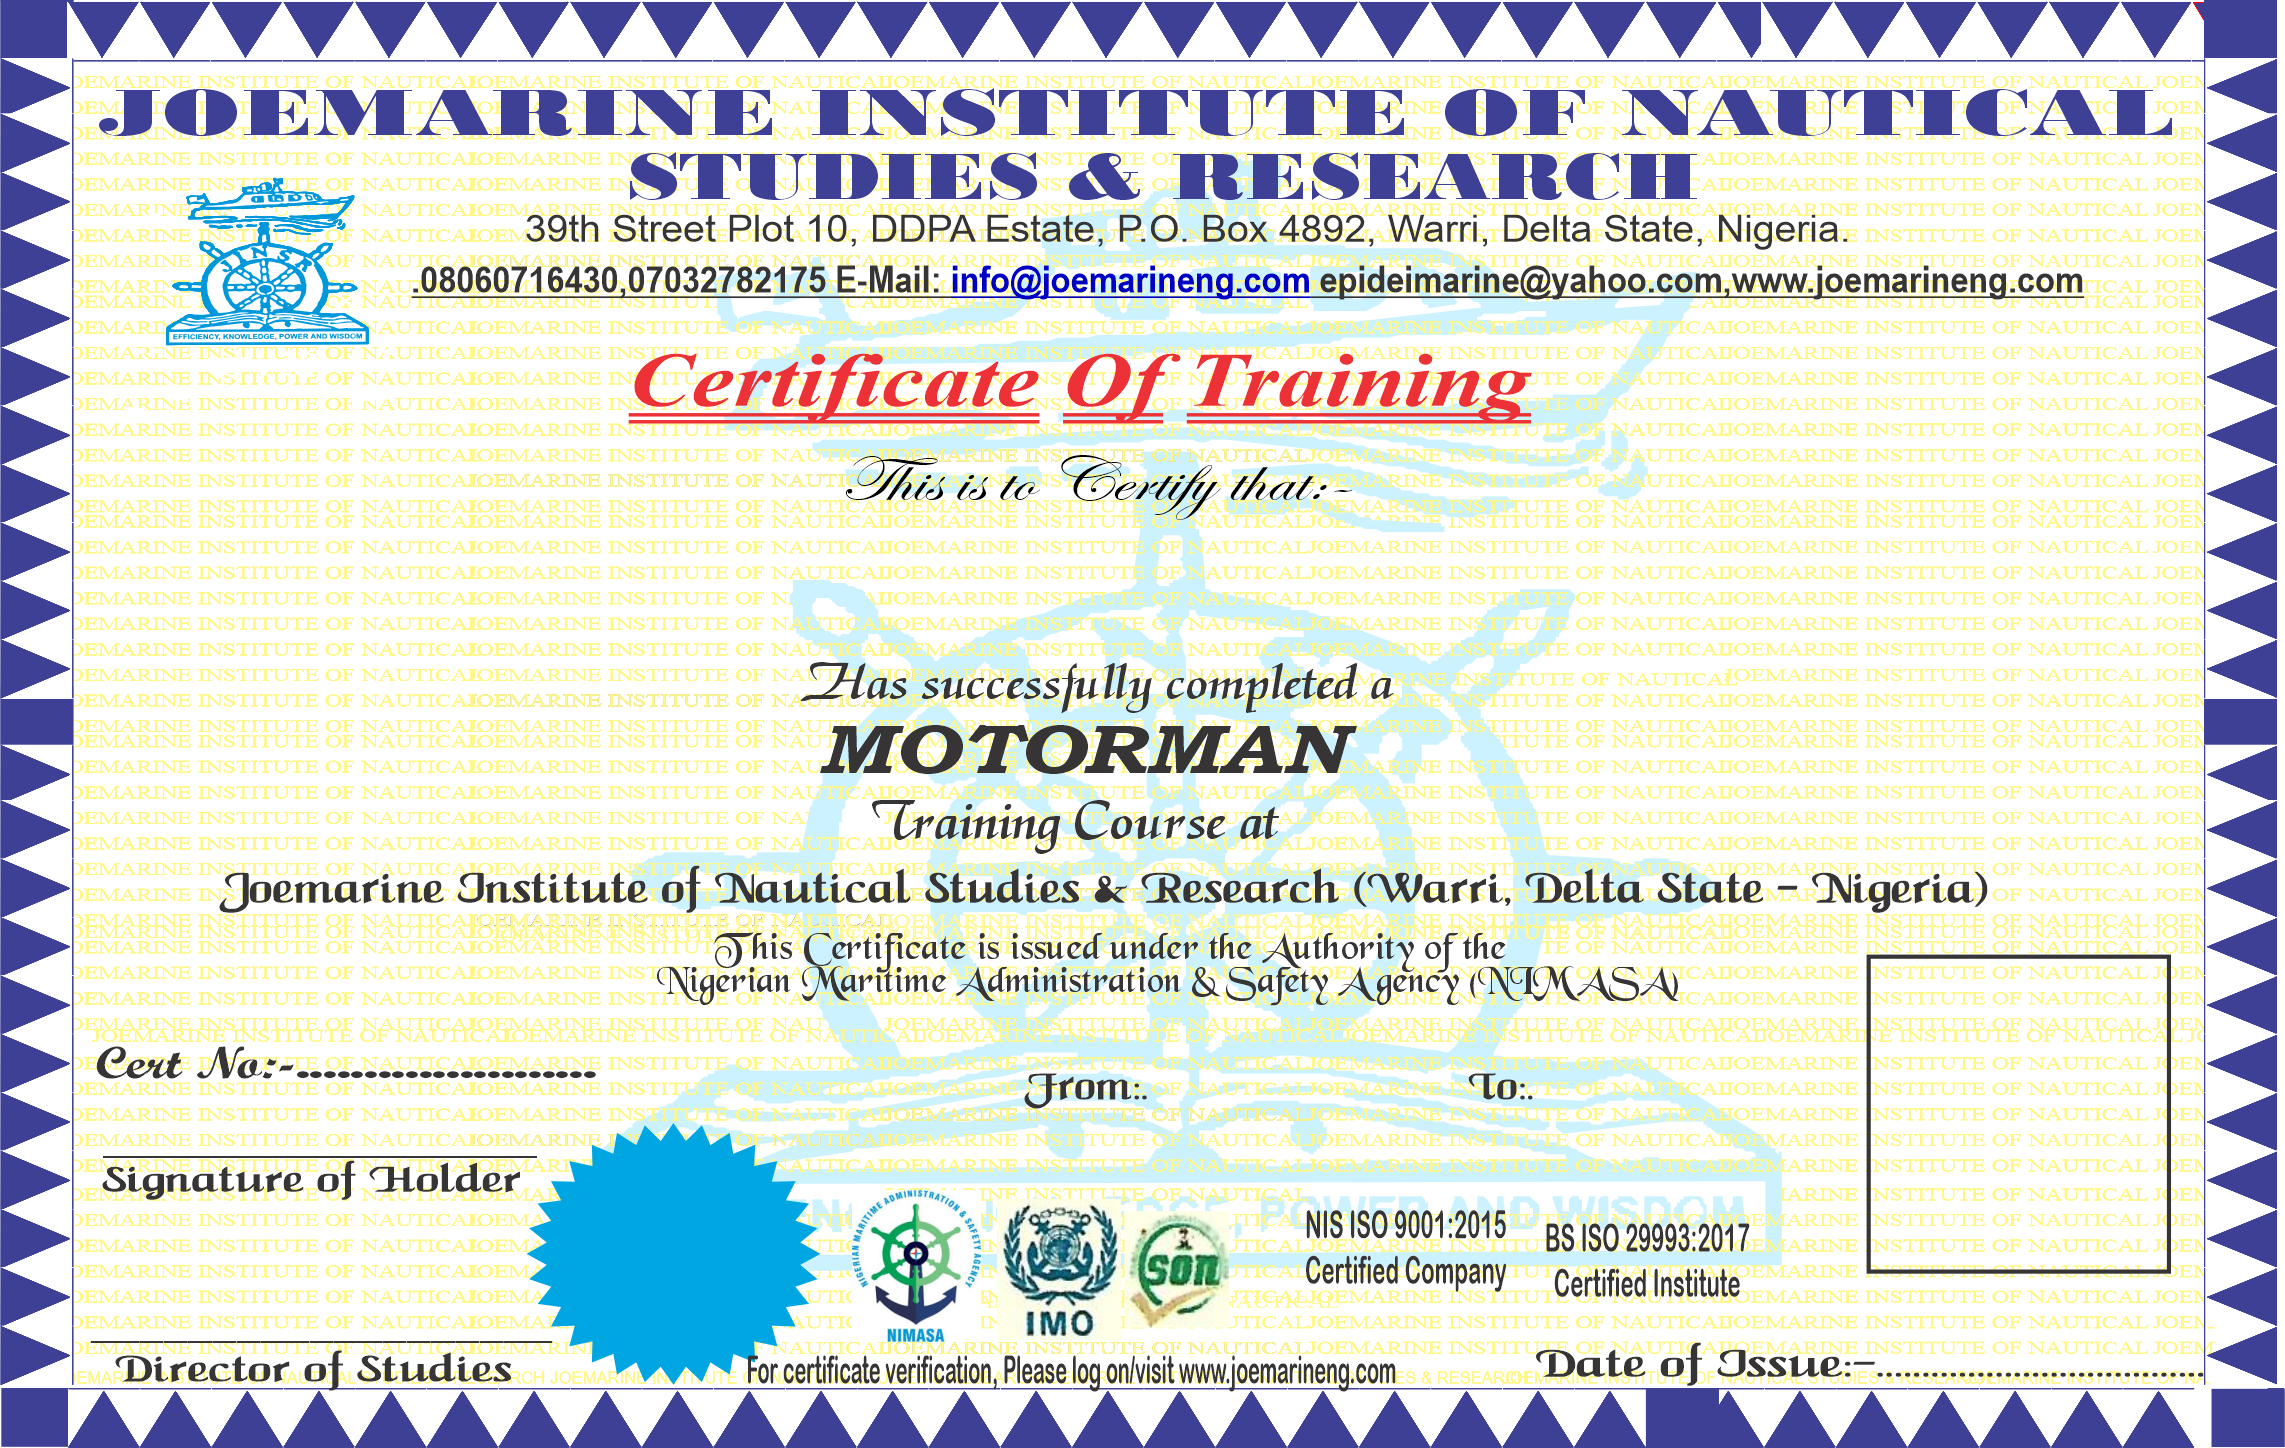 JOEMARINE INSTITUTE OF NAUTICAL
STUDIES & RESEARCH
39th Street Plot 10, DDPA Estate, P.O. Box 4892, Warri, Delta State, Nigeria.
.08060716430,07032782175 E-Mail: info@joemarineng.com epideimarine@yahoo.com,www.joemarineng.com
JINSR
EFFICIENCY, KNOWLEDGE, POWER AND WISDOM
Certificate Of Training
This is to Certify that:-
Has successfully completed a
MOTORMAN
Training Course at
Joemarine Institute of Nautical Studies & Research (Warri, Delta State - Nigeria)
This Certificate is issued under the Authority of the
Nigerian Maritime Administration & Safety Agency (NIMASA)
Cert No:-......................
From:.
To:.
Signature of Holder
NIGERIAN MARITIME ADMINISTRATION & SAFETY AGENCY
NIMASA
IMO
SON
NIS ISO 9001:2015
Certified Company
BS ISO 29993:2017
Certified Institute
Director of Studies
For certificate verification, Please log on/visit www.joemarineng.com
Date of Issue:-....................................